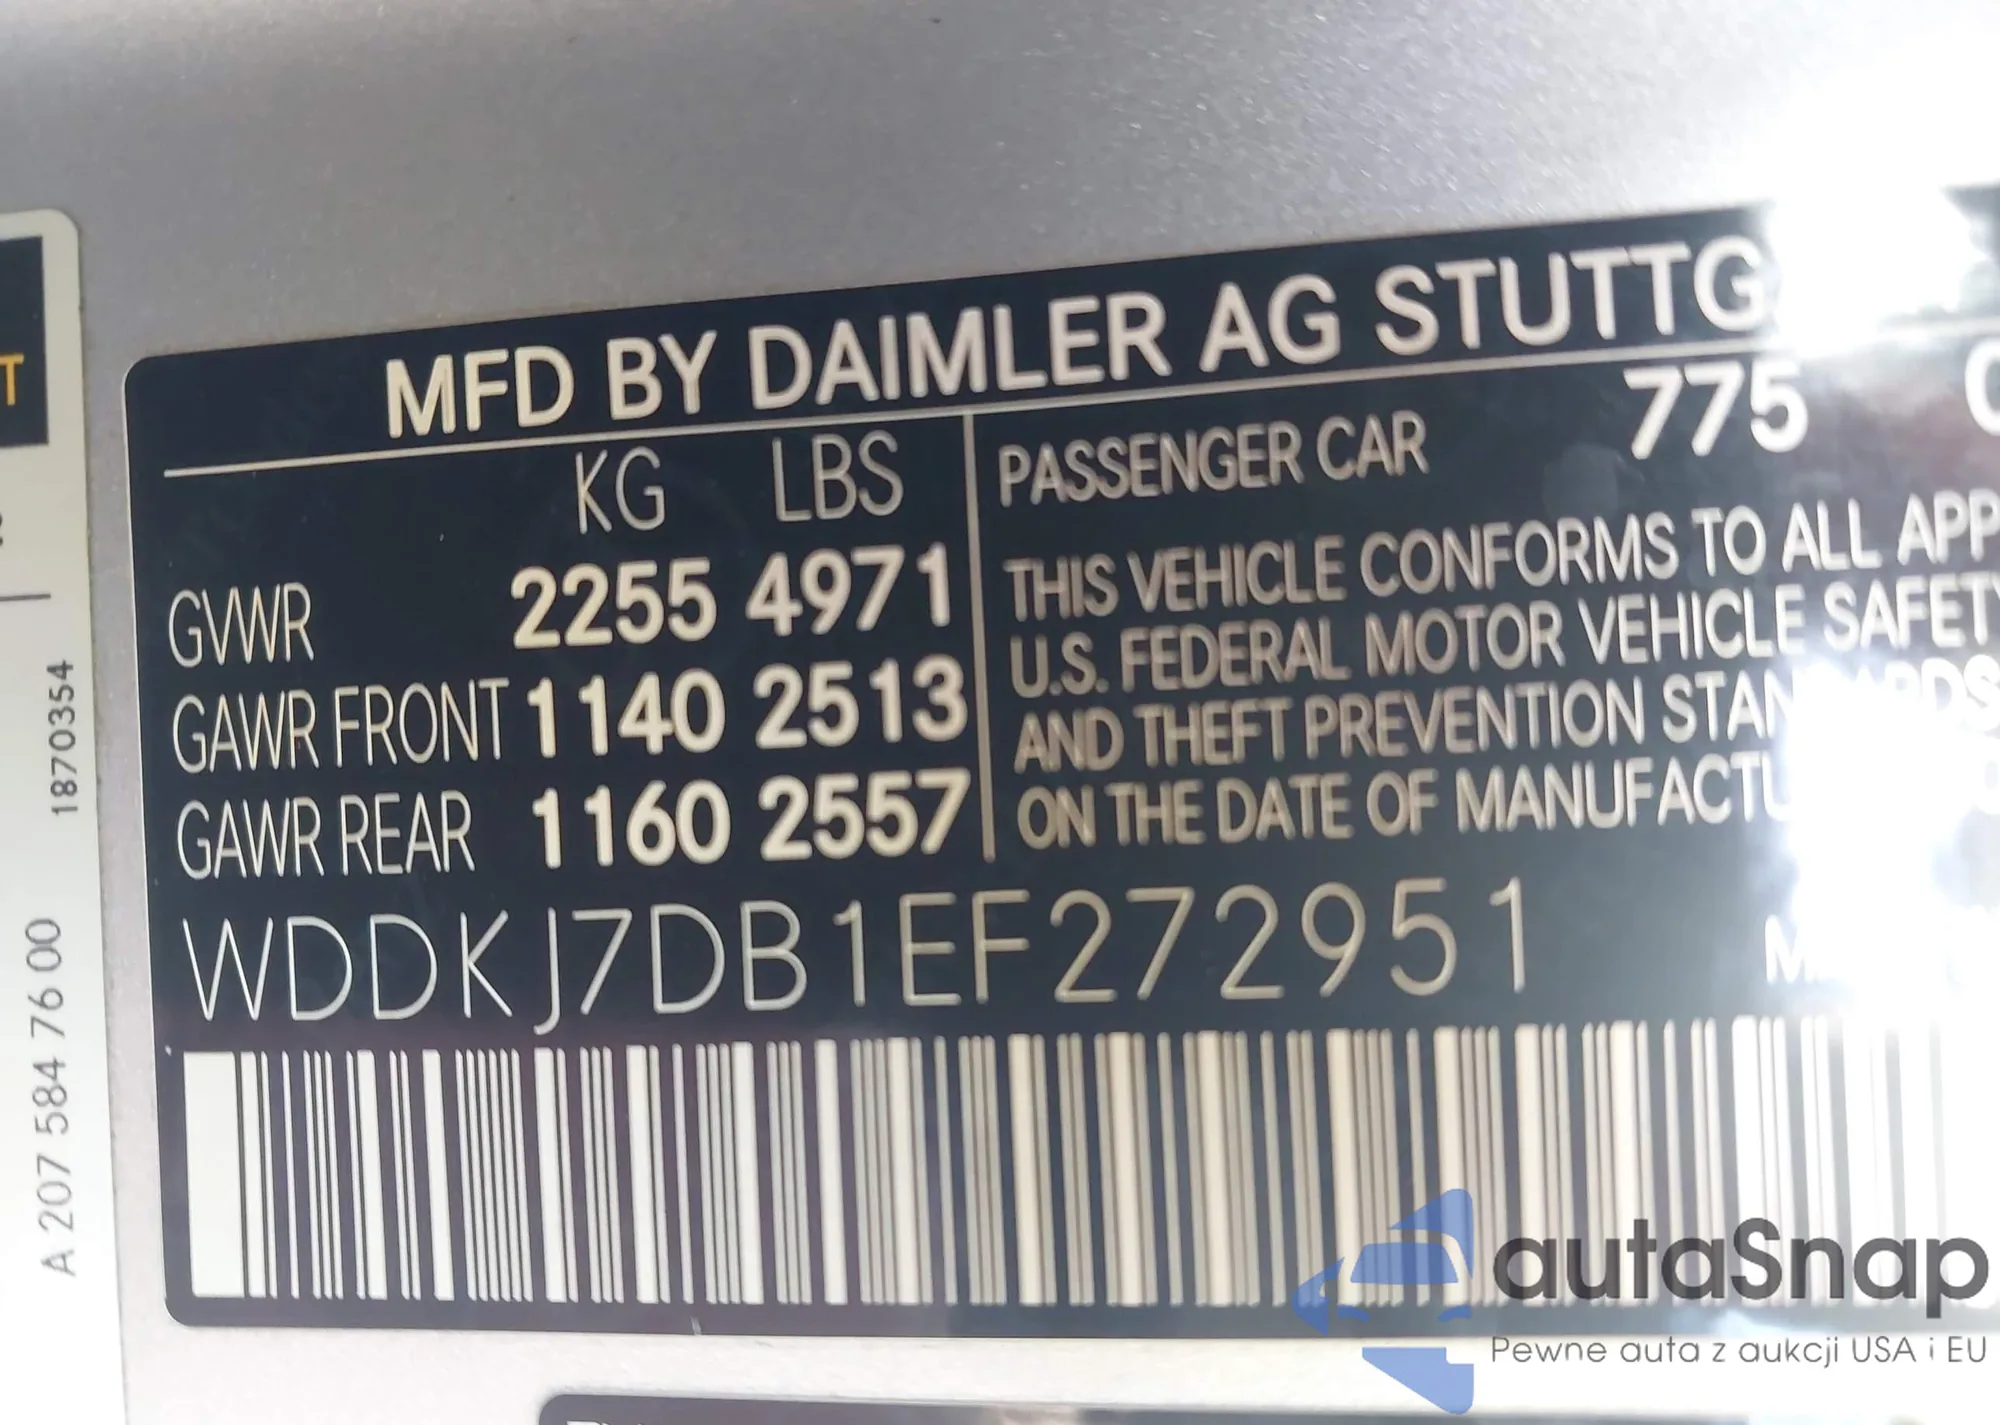 MFD BY DAIMLER AG STUTTG
KG LBS
GVWR 2255 4971
GAWR FRONT 1140 2513
GAWR REAR 1160 2557
PASSENGER CAR 775
THIS VEHICLE CONFORMS TO ALL APP
U.S. FEDERAL MOTOR VEHICLE SAFETY
AND THEFT PREVENTION STANDARDS
ON THE DATE OF MANUFACTU
WDDKJ7DB1EF272951
A 207 584 76 00
1870354
T
autaSnap
Pewne auta z aukcji USA i EU